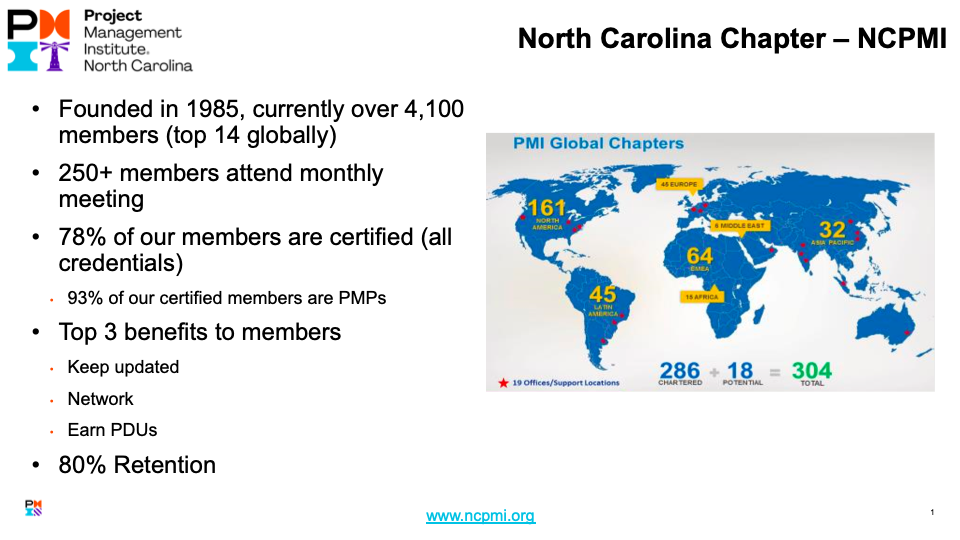 Project
Management
Institute.
North Carolina
North Carolina Chapter – NCPMI
• Founded in 1985, currently over 4,100
members (top 14 globally)
• 250+ members attend monthly
meeting
• 78% of our members are certified (all
credentials)
• 93% of our certified members are PMPs
• Top 3 benefits to members
• Keep updated
• Network
• Earn PDUs
• 80% Retention
PMI Global Chapters
161
NORTH
AMERICA
45 EUROPE
6 MIDDLE EAST
32
ASIA PACIFIC
64
EMEA
45
LATIN
AMERICA
286 + 18 = 304
CHARTERED POTENTIAL TOTAL
19 Offices/Support Locations
www.ncpmi.org
1